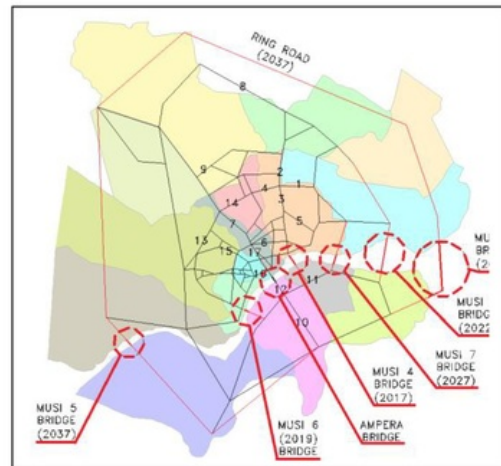 RING ROAD
(2037)
8
1
2
4
3
9
14
5
7
6
13
15
17
11
12
10
MUSI
BRIDGE
(2022
MUSI 7
BRIDGE
(2027)
MUSI 4
BRIDGE
(2017)
AMPERA
BRIDGE
MUSI 6
(2019)
BRIDGE
MUSI 5
BRIDGE
(2037)